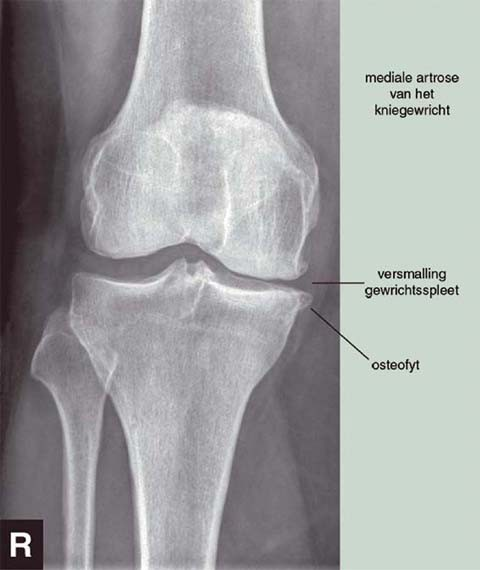 mediale artrose
van het
kniegewricht
versmalling
gewrichtsspleet
osteofyt
R